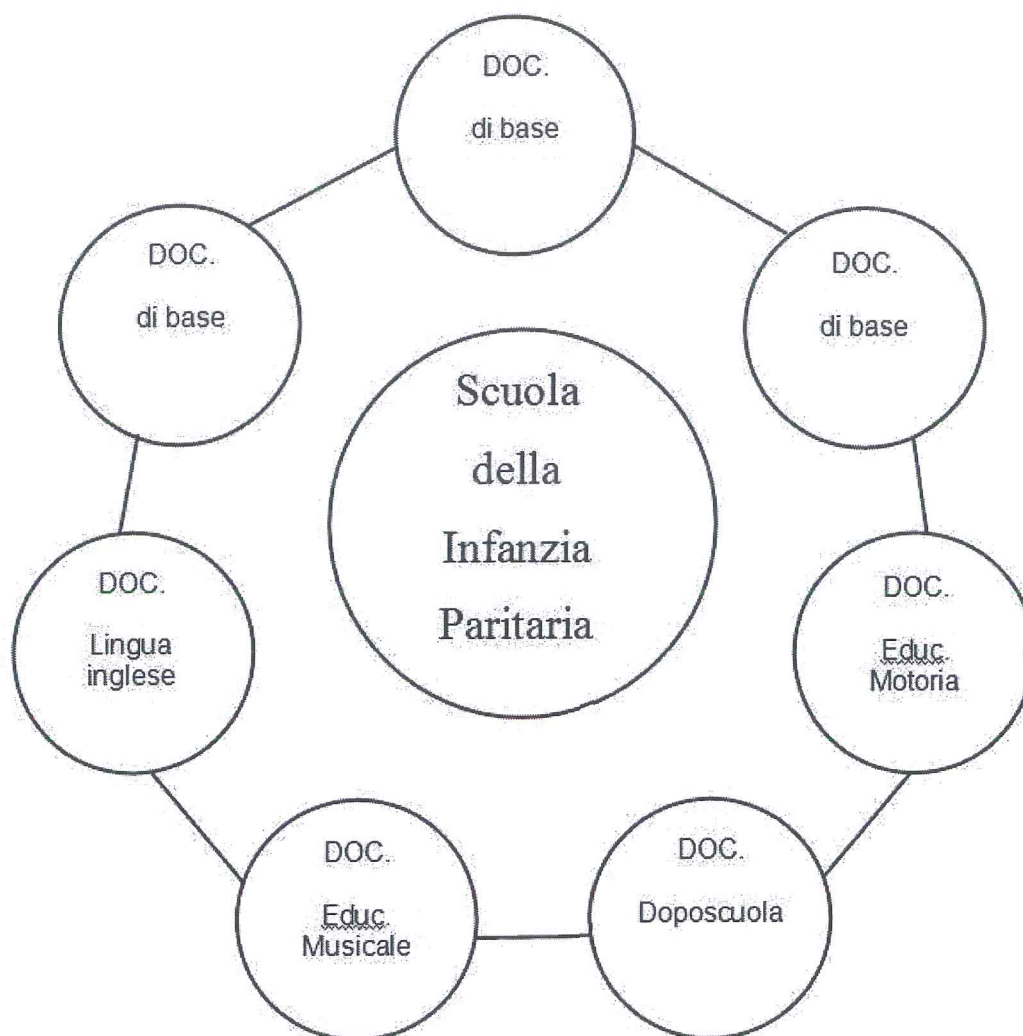 DOC.
di base
DOC.
di base
DOC.
di base
Scuola
della
Infanzia
Paritaria
DOC.
Lingua
inglese
DOC.
Educ.
Motoria
DOC.
Educ.
Musicale
DOC.
Doposcuola